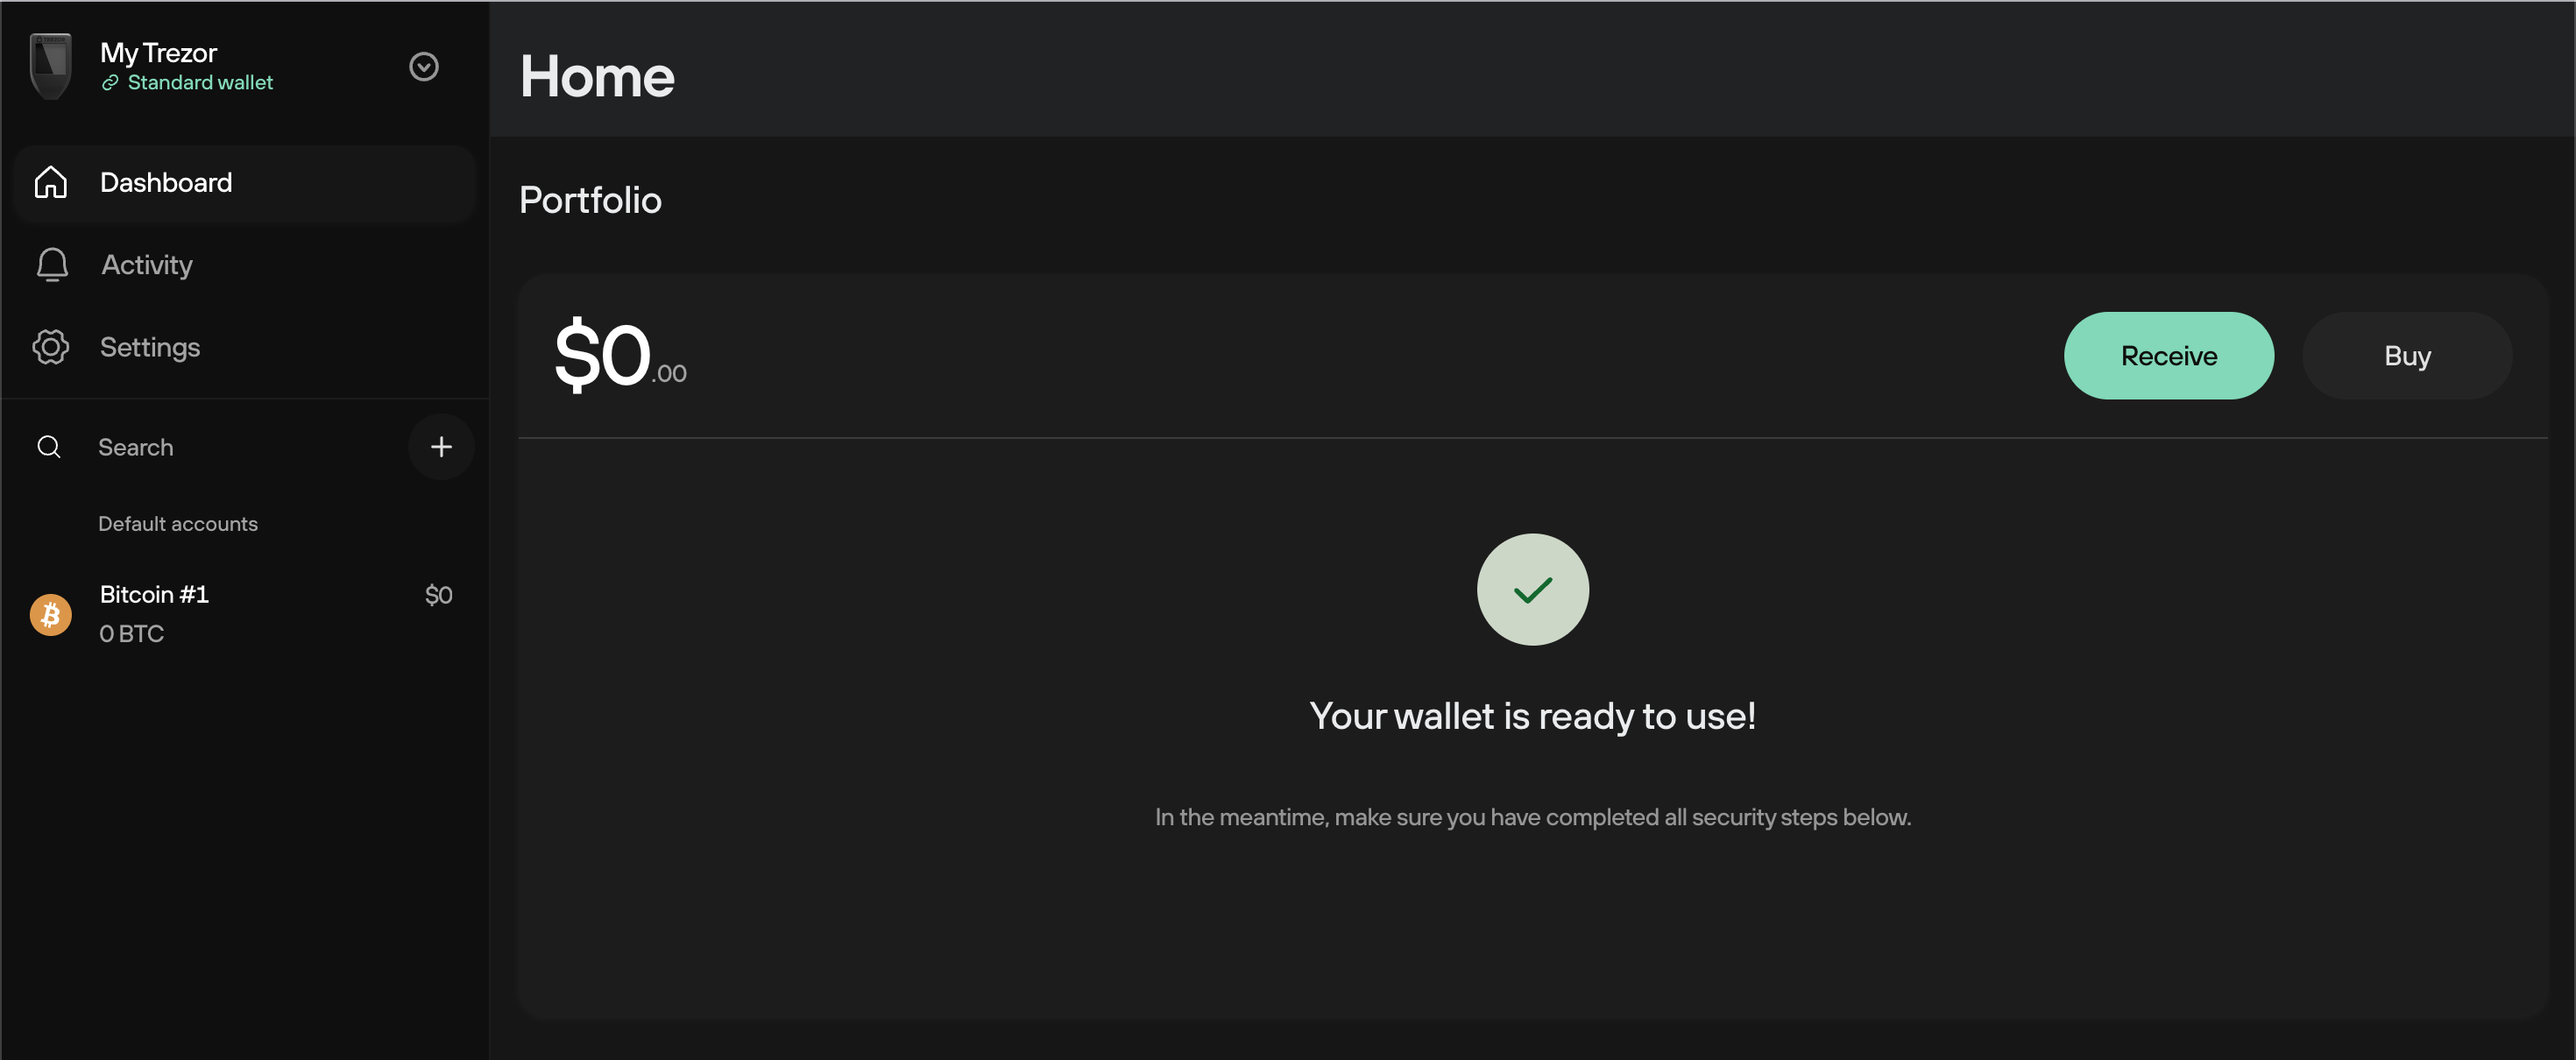 My Trezor
Standard wallet
Dashboard
Activity
Settings
Search
Default accounts
Bitcoin #1
$0
0 BTC
Home
Portfolio
$0.00
Receive
Buy
Your wallet is ready to use!
In the meantime, make sure you have completed all security steps below.